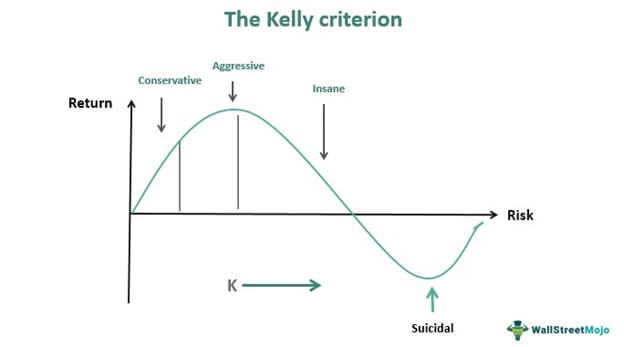 The Kelly criterion
Aggressive
Conservative
Insane
Return
Risk
K
Suicidal
WallStreetMojo